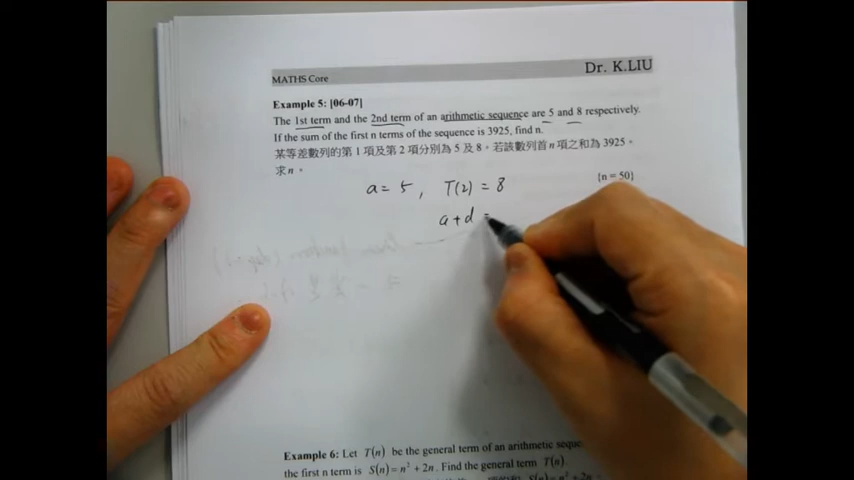 MATHS Core
Dr. K.LIU
Example 5: [06-07]
The 1st term and the 2nd term of an arithmetic sequence are 5 and 8 respectively.
If the sum of the first n terms of the sequence is 3925, find n.
某等差數列的第 1 項及第 2 項分別為 5 及 8。若該數列首 n 項之和為 3925。
求 n。
{n = 50}
a = 5, T(2) = 8
a + d =
Example 6: Let T(n) be the general term of an arithmetic
the first n term is S(n) = n² + 2n. Find the general term T(n).